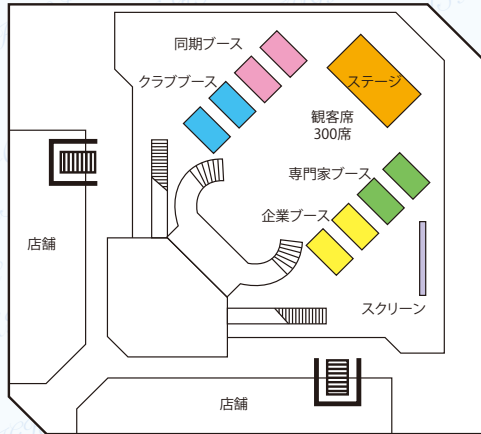 同期ブース
クラブブース
ステージ
観客席
300席
専門家ブース
企業ブース
店舗
スクリーン
店舗